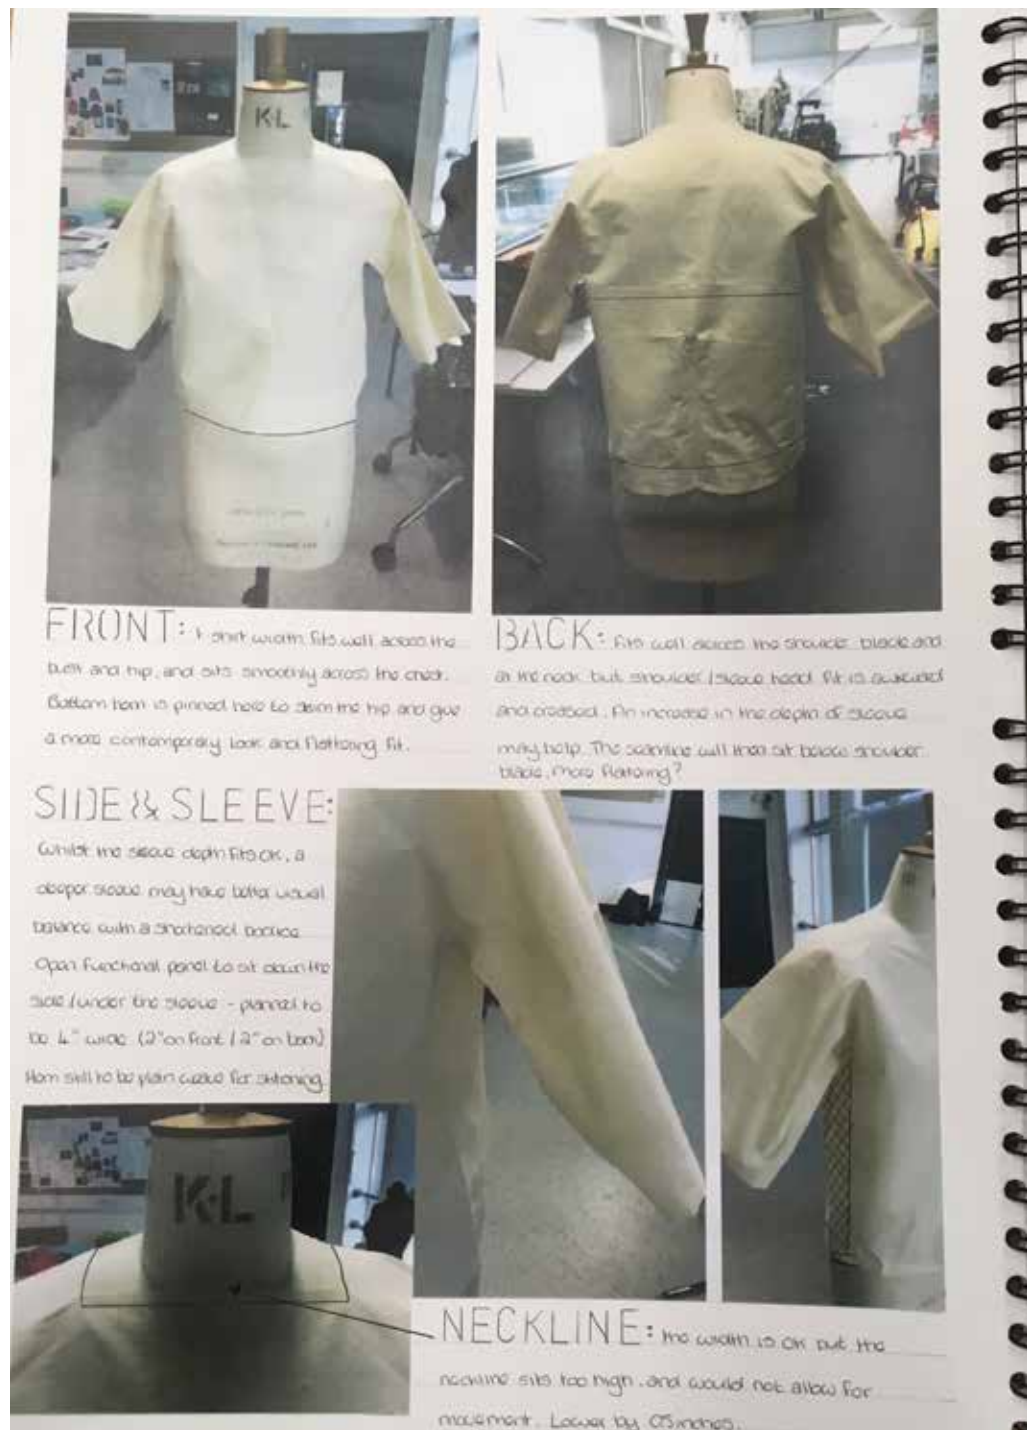 K·L
FRONT: T shirt width fits well across the
bust and hip, and sits smoothly across the chest.
Bottom hem is pinned here to skim the hip and give
a more contemporary look and flattering fit.
BACK: Fits well across the shoulder blade and
at the neck but shoulder/sleeve head fit is awkward
and creased. An increase in the depth of sleeve
may help. The seamline will then sit below shoulder
blade, more flattering?
SIDE & SLEEVE:
Whilst the sleeve depth fits OK, a
deeper sleeve may have better visual
balance with a shortened bodice.
Open functional panel to sit down the
side/under the sleeve - planned to
be 4" wide (2" on front / 2" on back)
Hem still to be plain weave for
K·L
NECKLINE: the width is OK but the
neckline sits too high, and would not allow for
movement. Lower by 0.5 inches.